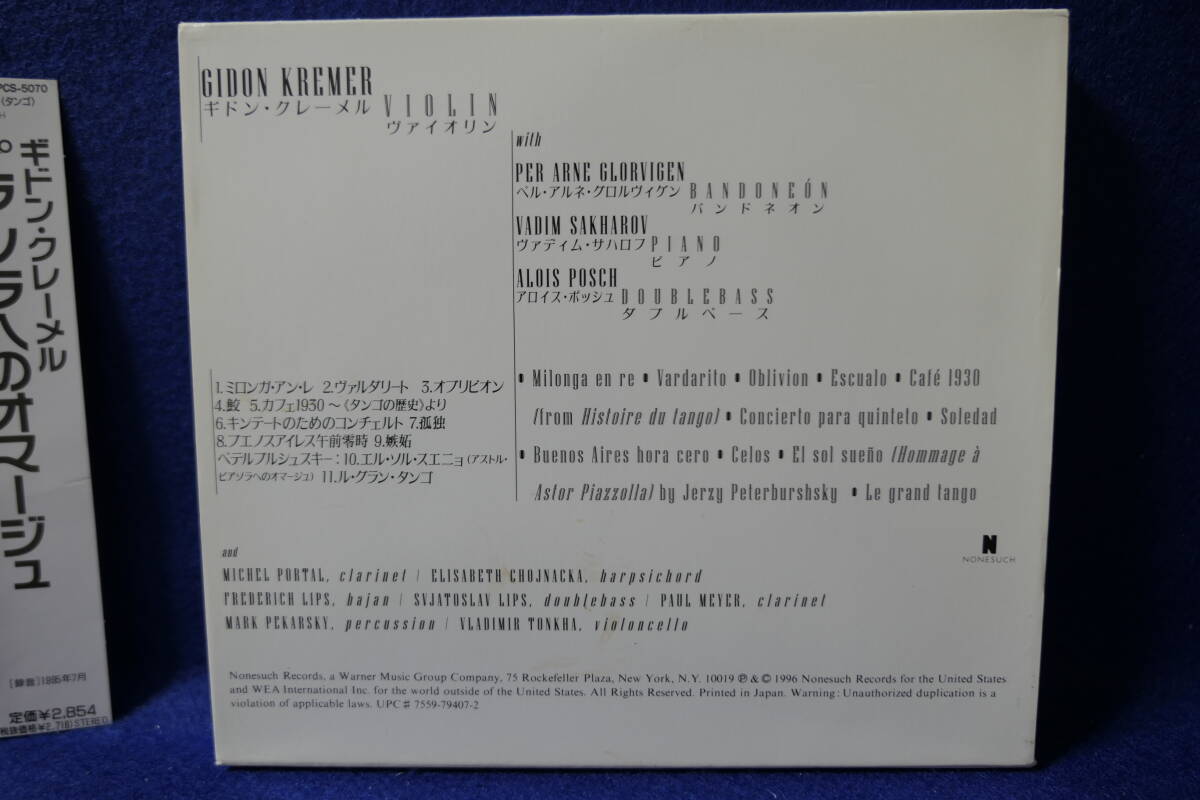 PCS-5070
(タンゴ)
ギドン・クレーメル
ラへのオマージュ
[録音]1995年7月
定価¥2,854
(税抜価格¥2,718) STEREO
GIDON KREMER
ギドン・クレーメル
VIOLIN
ヴァイオリン
with
PER ARNE GLORVIGEN
ペル・アルネ・グロルヴィゲン
BANDONEÓN
バンドネオン
VADIM SAKHAROV
ヴァディム・サハロフ
PIANO
ピアノ
ALOIS POSCH
アロイス・ポッシュ
DOUBLEBASS
ダブルベース
1.ミロンガ・アン・レ 2.ヴァルダリート 3.オブリビオン
4.鮫 5.カフェ1930～《タンゴの歴史》より
6.キンテートのためのコンチェルト 7.孤独
8.ブエノスアイレス午前零時 9.嫉妬
ペテルブルシュスキー：10.エル・ソル・スエニョ(アストル・
ピアソラへのオマージュ) 11.ル・グラン・タンゴ
• Milonga en re • Vardarito • Oblivion • Escualo • Café 1930
(from Histoire du tango) • Concierto para quinteto • Soledad
• Buenos Aires hora cero • Celos • El sol sueño (Hommage à
Astor Piazzolla) by Jerzy Peterburshsky • Le grand tango
N
NONESUCH
and
MICHEL PORTAL, clarinet / ELISABETH CHOJNACKA, harpsichord
FREDERICH LIPS, bajan / SVJATOSLAV LIPS, doublebass / PAUL MEYER, clarinet
MARK PEKARSKY, percussion / VLADIMIR TONKHA, violoncello
Nonesuch Records, a Warner Music Group Company, 75 Rockefeller Plaza, New York, N.Y. 10019 ℗ & © 1996 Nonesuch Records for the United States
and WEA International Inc. for the world outside of the United States. All Rights Reserved. Printed in Japan. Warning: Unauthorized duplication is a
violation of applicable laws. UPC# 7559-79407-2